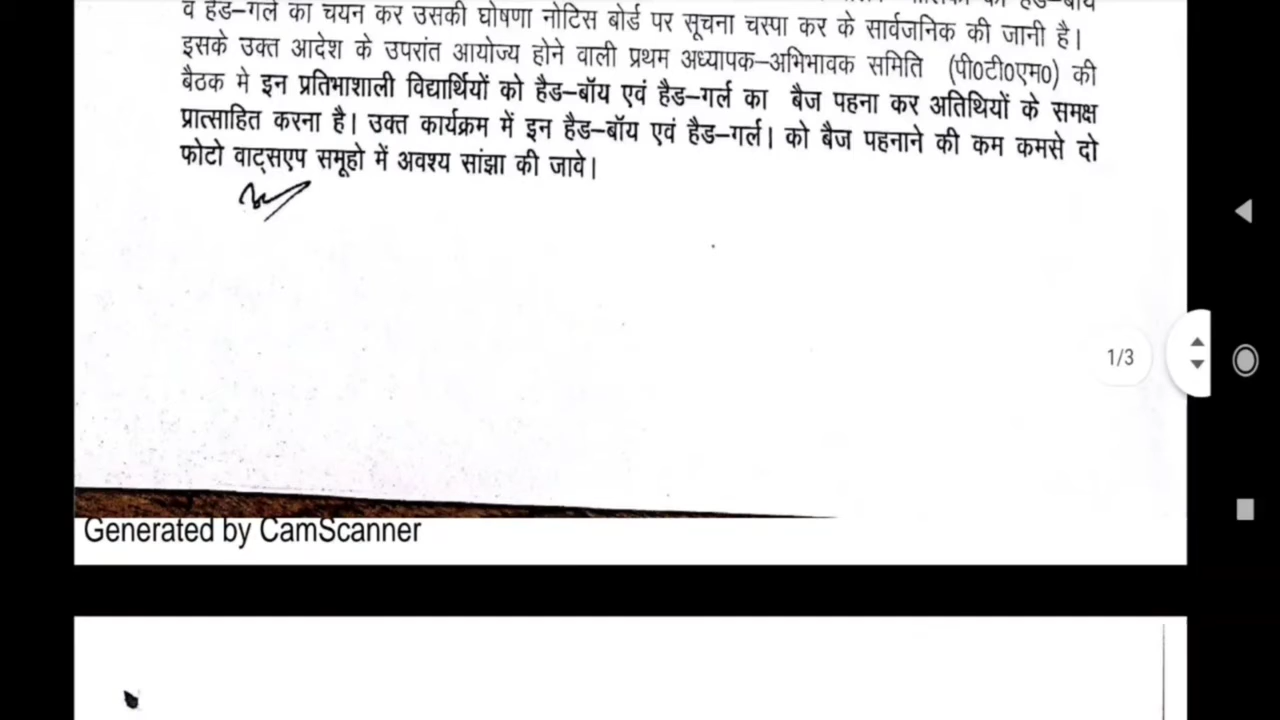 व हैड–गर्ल का चयन कर उसकी घोषणा नोटिस बोर्ड पर सूचना चस्पा कर के सार्वजनिक की जानी है।
इसके उक्त आदेश के उपरांत आयोज्य होने वाली प्रथम अध्यापक–अभिभावक समिति (पी0टी0एम0) की
बैठक मे इन प्रतिभाशाली विद्यार्थियों को हैड–बॉय एवं हैड–गर्ल का बैज पहना कर अतिथियों के समक्ष
प्रात्साहित करना है। उक्त कार्यक्रम में इन हैड–बॉय एवं हैड–गर्ल। को बैज पहनाने की कम कमसे दो
फोटो वाट्सएप समूहो में अवश्य सांझा की जावे।
1/3
Generated by CamScanner